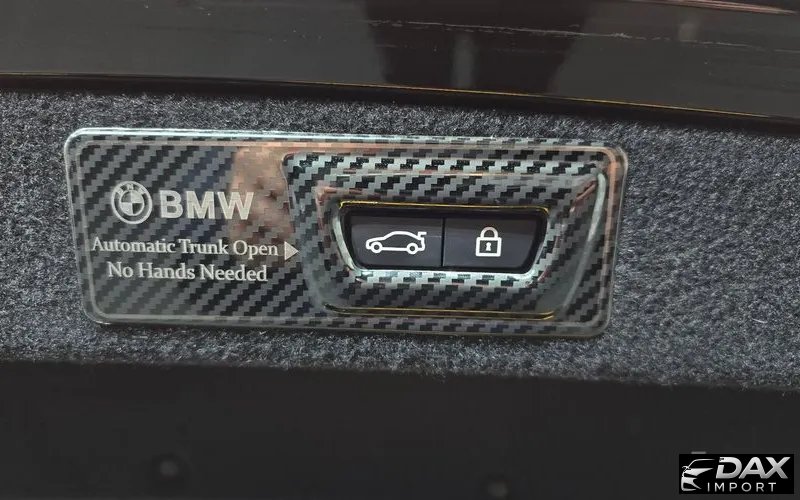 BMW
Automatic Trunk Open
No Hands Needed
DAX
IMPORT